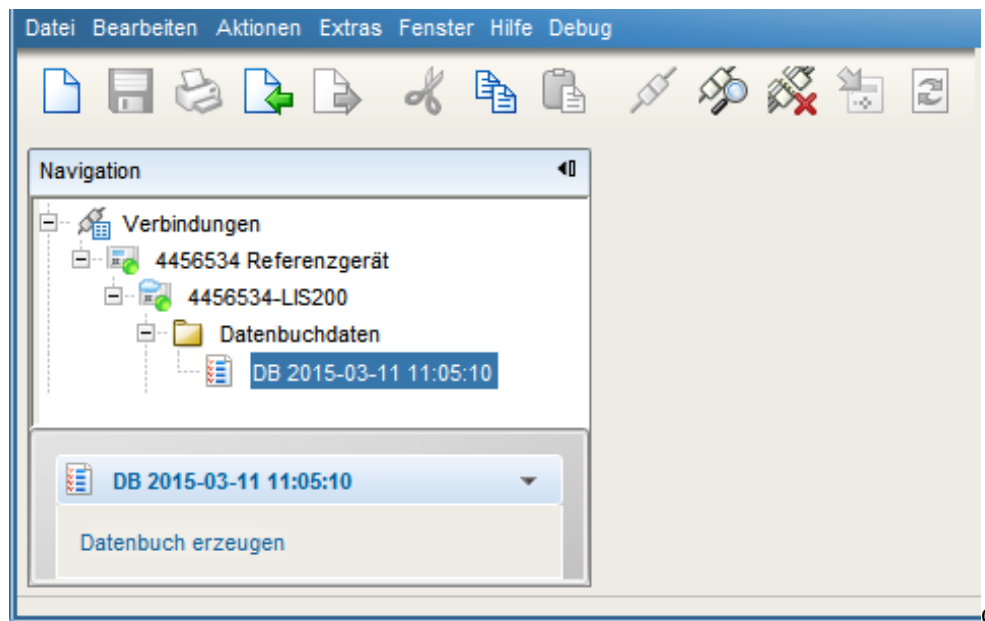 Datei Bearbeiten Aktionen Extras Fenster Hilfe Debug
Navigation
Verbindungen
4456534 Referenzgerät
4456534-LIS200
Datenbuchdaten
DB 2015-03-11 11:05:10
DB 2015-03-11 11:05:10
Datenbuch erzeugen